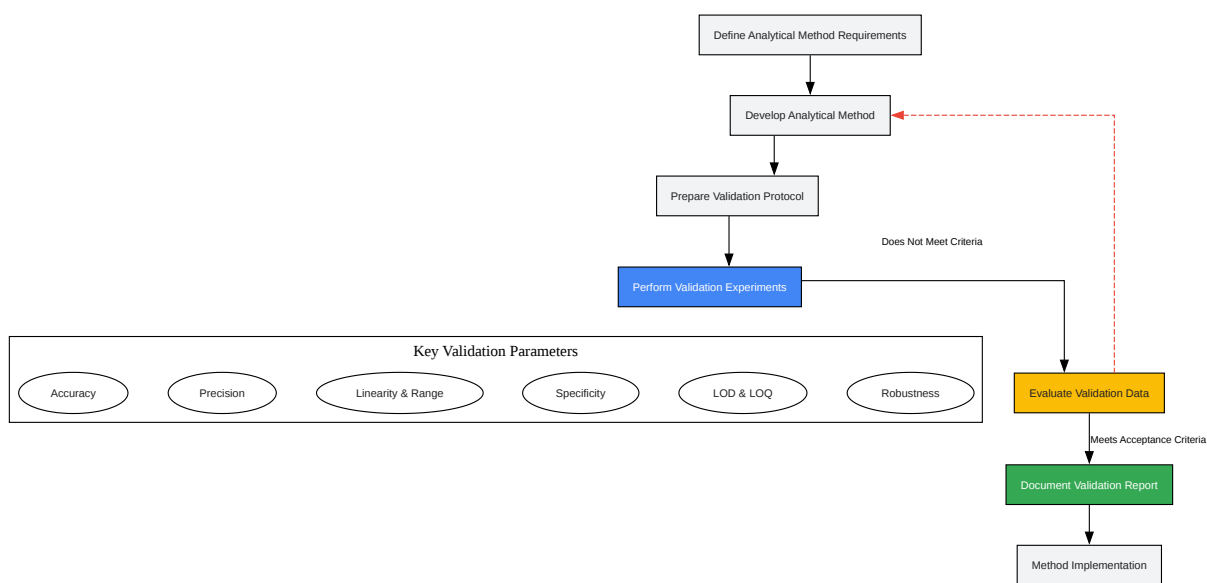 Define Analytical Method Requirements
Develop Analytical Method
Prepare Validation Protocol
Does Not Meet Criteria
Perform Validation Experiments
Key Validation Parameters
Accuracy
Precision
Linearity & Range
Specificity
LOD & LOQ
Robustness
Evaluate Validation Data
Meets Acceptance Criteria
Document Validation Report
Method Implementation